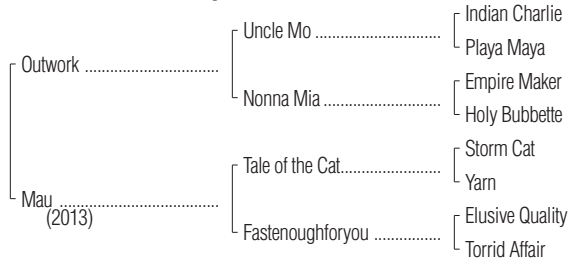 Indian Charlie
Uncle Mo ........................................
Playa Maya
Outwork ...........................................
Empire Maker
Nonna Mia .....................................
Holy Bubbette
Storm Cat
Tale of the Cat................................
Yarn
Mau ..................................................
(2013)
Elusive Quality
Fastenoughforyou .....................
Torrid Affair